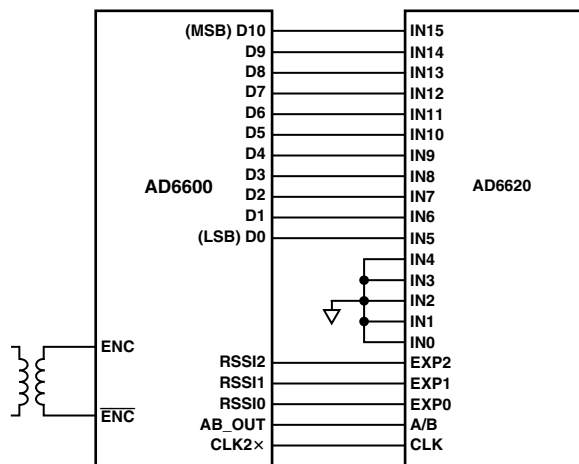 (MSB) D10 IN15
D9 IN14
D8 IN13
D7 IN12
D6 IN11
D5 IN10
D4 IN9
D3 IN8
AD6600 AD6620
D2 IN7
D1 IN6
(LSB) D0 IN5
IN4
IN3
IN2
IN1
IN0
ENC
RSSI2 EXP2
RSSI1 EXP1
RSSI0 EXP0
ENC
AB_OUT A/B
CLK2× CLK